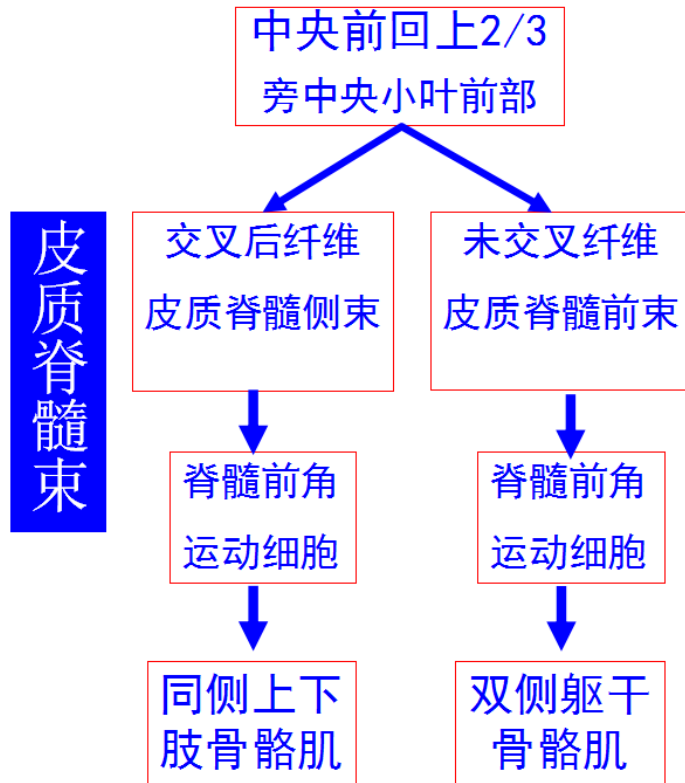 中央前回上2/3
旁中央小叶前部
皮质脊髓束
交叉后纤维
皮质脊髓侧束
未交叉纤维
皮质脊髓前束
脊髓前角
运动细胞
脊髓前角
运动细胞
同侧上下
肢骨骼肌
双侧躯干
骨骼肌